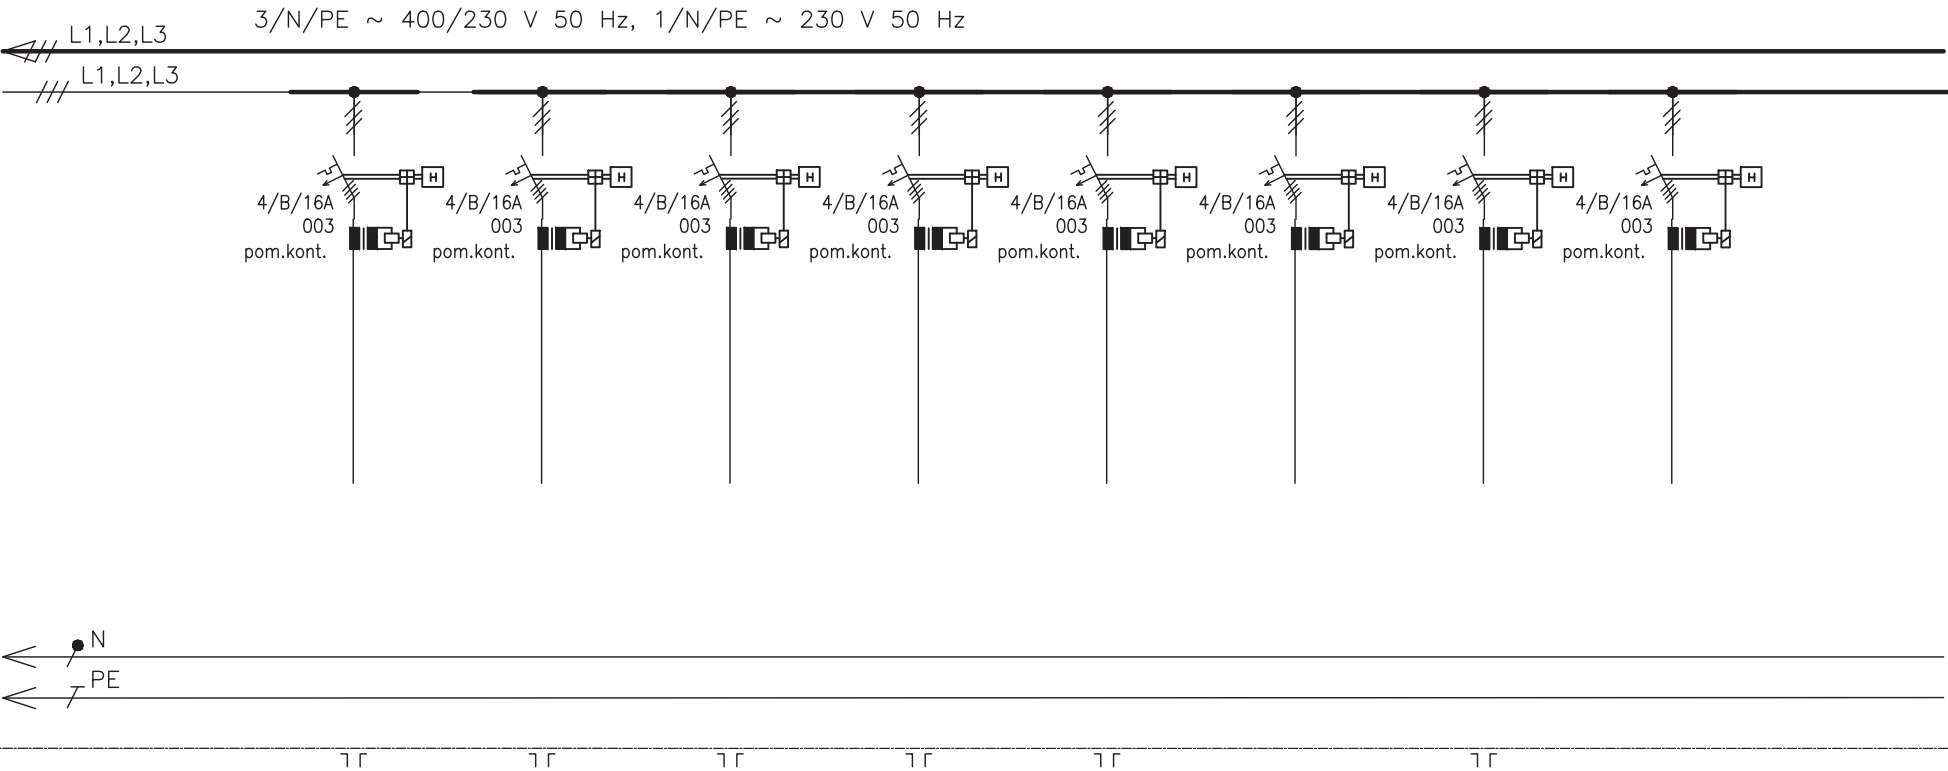 3/N/PE ~ 400/230 V 50 Hz, 1/N/PE ~ 230 V 50 Hz
L1,L2,L3
L1,L2,L3
H H H H H H H H
4/B/16A 4/B/16A 4/B/16A 4/B/16A 4/B/16A 4/B/16A 4/B/16A 4/B/16A
003 003 003 003 003 003 003 003
pom.kont. pom.kont. pom.kont. pom.kont. pom.kont. pom.kont. pom.kont. pom.kont.
N
PE